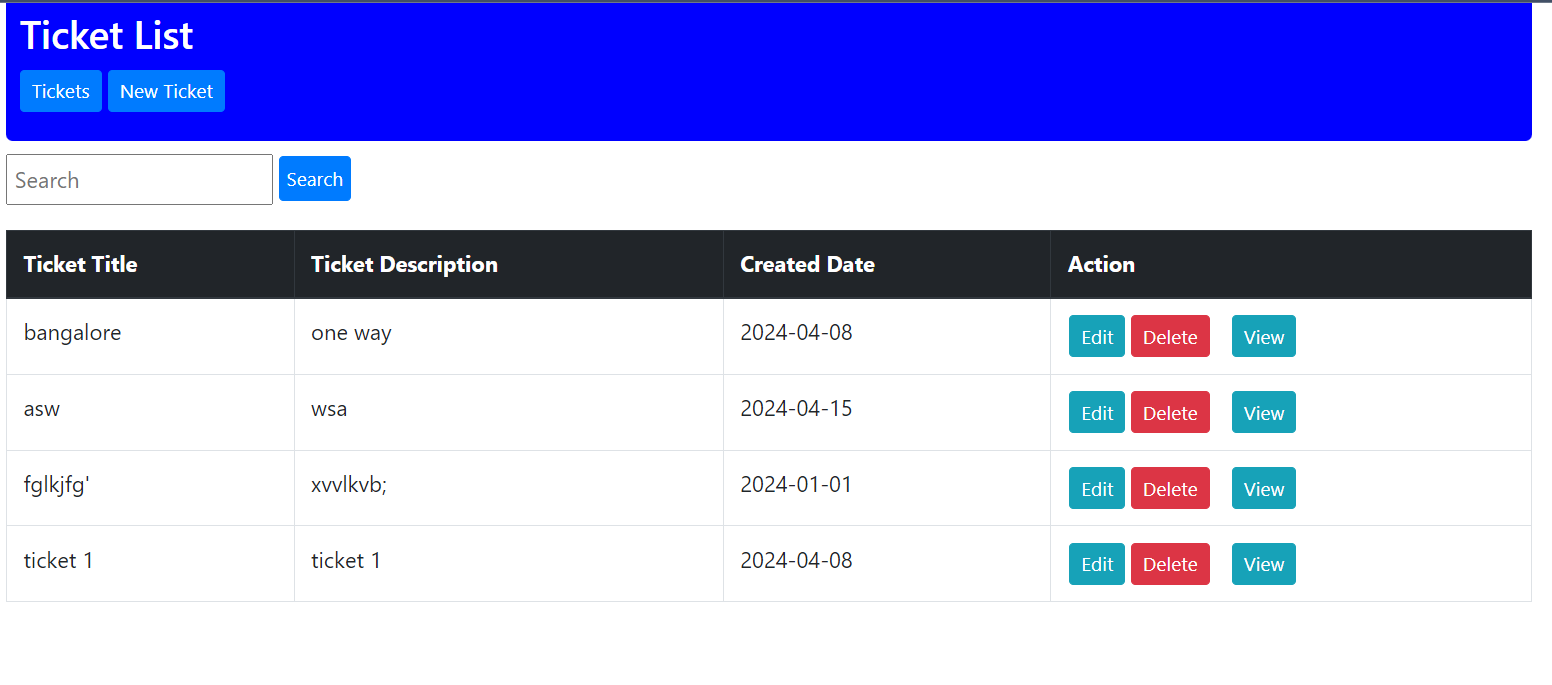 Ticket List
Tickets New Ticket
Search Search
Ticket Title Ticket Description Created Date Action
bangalore one way 2024-04-08 Edit Delete View
asw wsa 2024-04-15 Edit Delete View
fglkjfg' xvvlkvb; 2024-01-01 Edit Delete View
ticket 1 ticket 1 2024-04-08 Edit Delete View